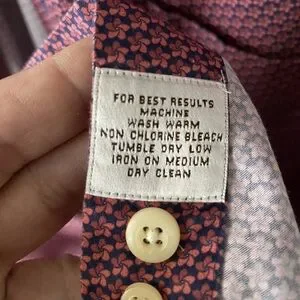 FOR BEST RESULTS
MACHINE
WASH WARM
NON CHLORINE BLEACH
TUMBLE DRY LOW
IRON ON MEDIUM
DRY CLEAN